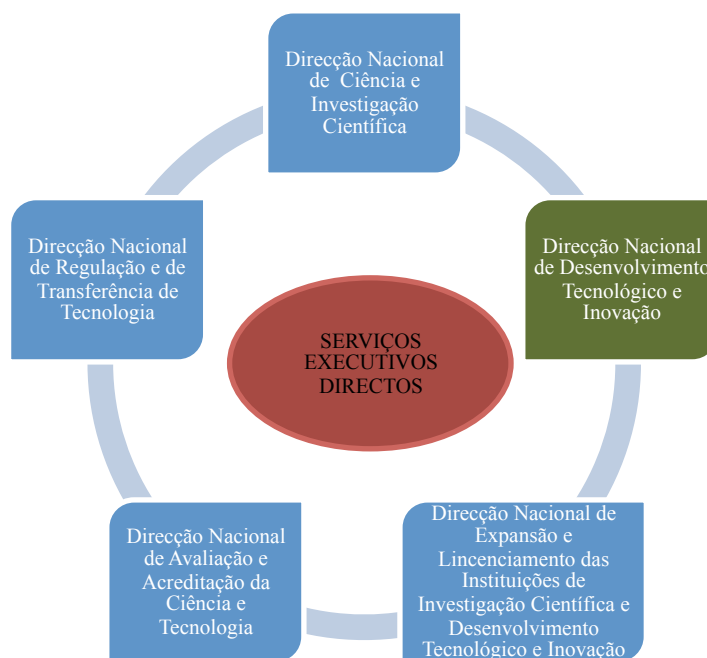 Direcção Nacional
de Ciência e
Investigação
Científica
Direcção Nacional
de Regulação e de
Transferência de
Tecnologia
Direcção Nacional
de Desenvolvimento
Tecnológico e
Inovação
SERVIÇOS
EXECUTIVOS
DIRECTOS
Direcção Nacional
de Avaliação e
Acreditação da
Ciência e
Tecnologia
Direcção Nacional de
Expansão e
Lincenciamento das
Instituições de
Investigação Científica e
Desenvolvimento
Tecnológico e Inovação